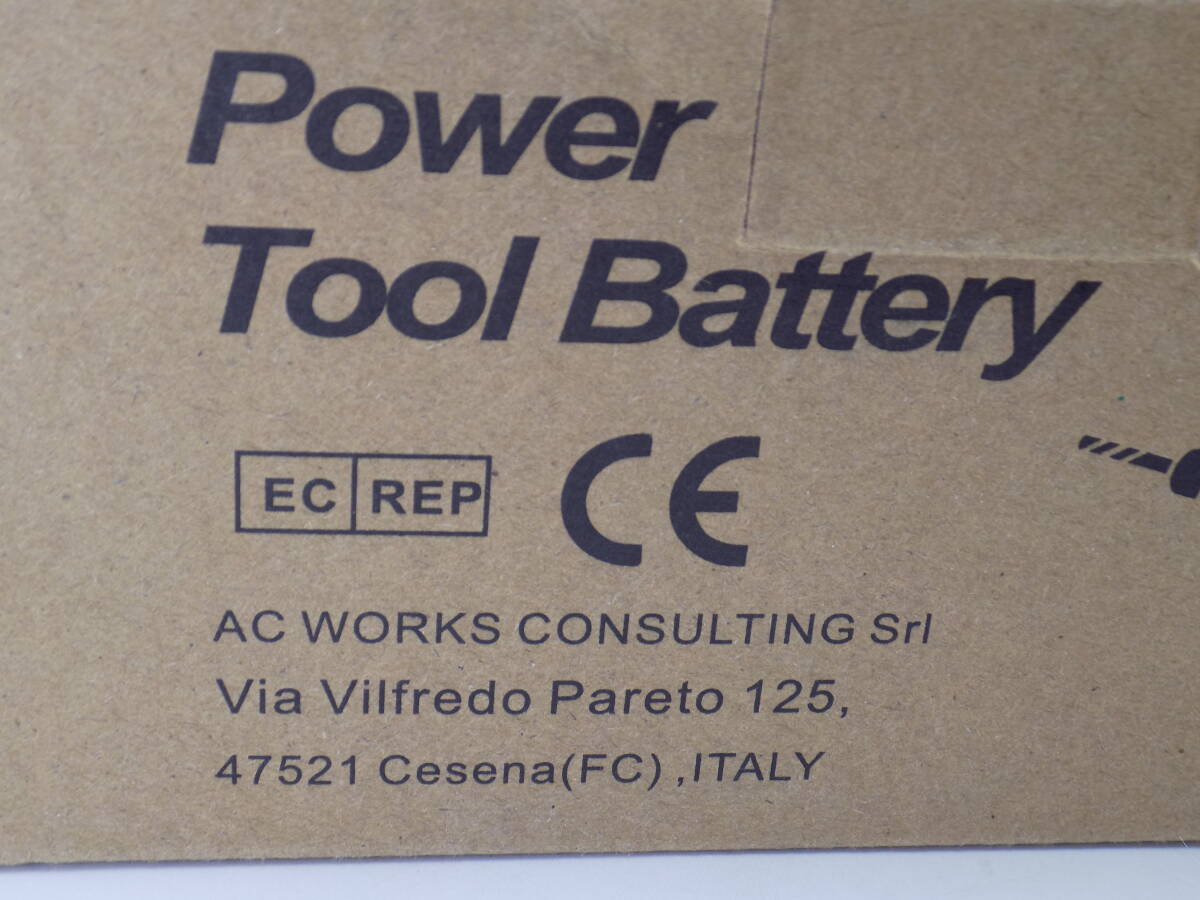 Power
Tool Battery
EC REP CE
AC WORKS CONSULTING Srl
Via Vilfredo Pareto 125,
47521 Cesena(FC) ,ITALY